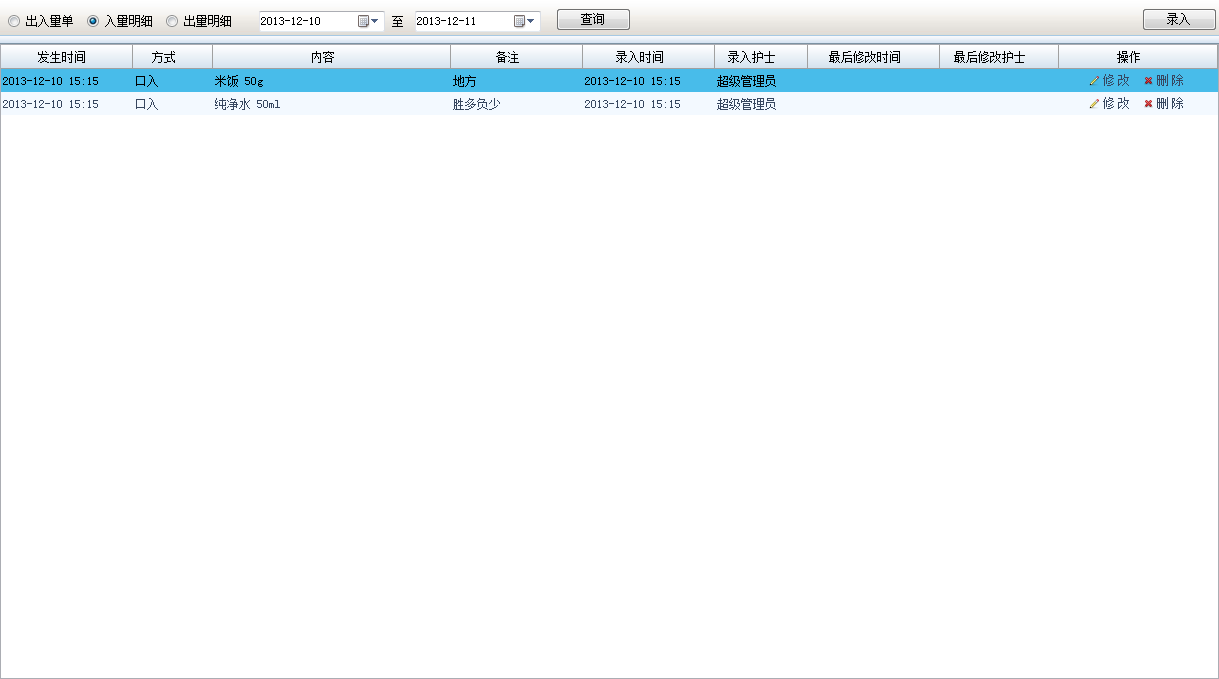 出入量单 入量明细 出量明细 2013-12-10 至 2013-12-11 查询 录入
发生时间 方式 内容 备注 录入时间 录入护士 最后修改时间 最后修改护士 操作
2013-12-10 15:15 口入 米饭 50g 地方 2013-12-10 15:15 超级管理员 修改 删除
2013-12-10 15:15 口入 纯净水 50ml 胜多负少 2013-12-10 15:15 超级管理员 修改 删除